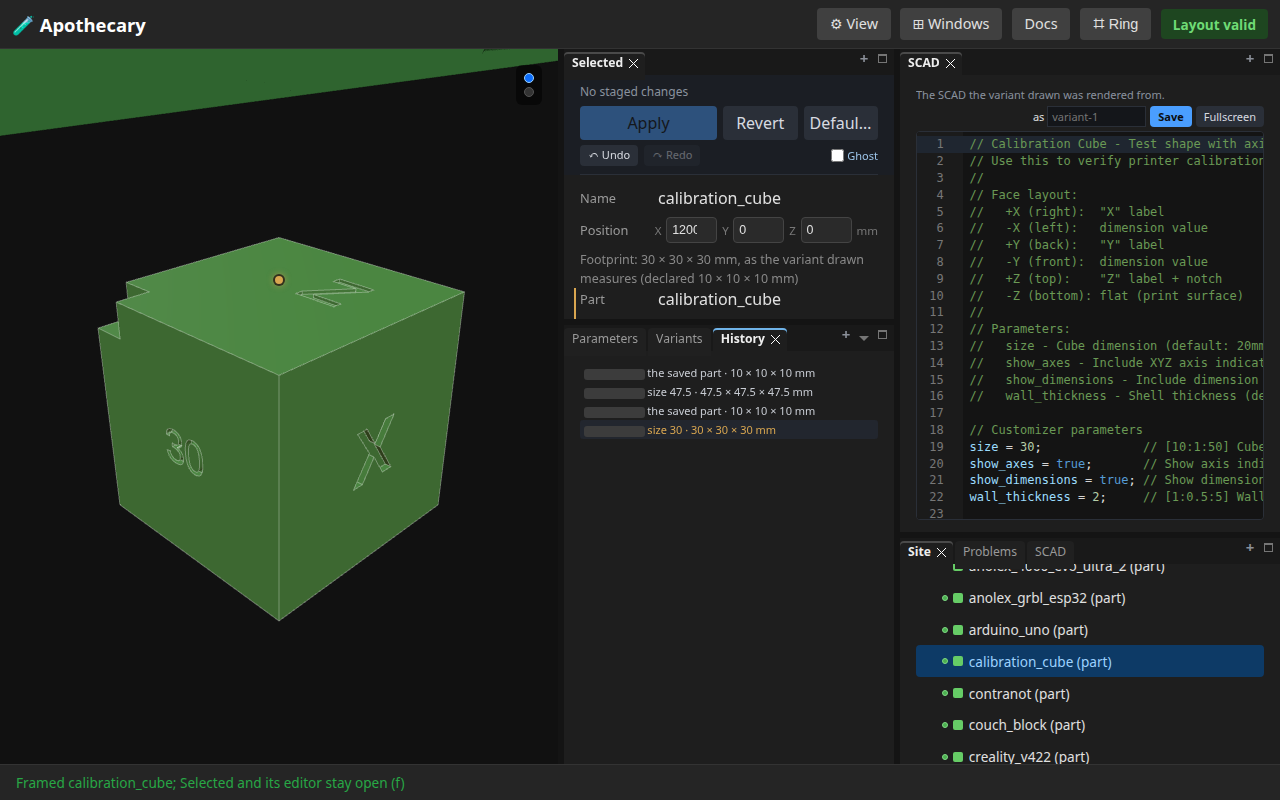 🧪 Apothecary
⚙ View
⊞ Windows
Docs
⌗ Ring
Layout valid
Selected
No staged changes
Apply
Revert
Defaul...
↶ Undo
↷ Redo
Ghost
Name calibration_cube
Position X 1200 Y 0 Z 0 mm
Footprint: 30 × 30 × 30 mm, as the variant drawn
measures (declared 10 × 10 × 10 mm)
Part calibration_cube
Parameters Variants History
the saved part · 10 × 10 × 10 mm
size 47.5 · 47.5 × 47.5 × 47.5 mm
the saved part · 10 × 10 × 10 mm
size 30 · 30 × 30 × 30 mm
SCAD
The SCAD the variant drawn was rendered from.
as variant-1 Save Fullscreen
1 // Calibration Cube - Test shape with axi
2 // Use this to verify printer calibration
3 //
4 // Face layout:
5 //   +X (right):  "X" label
6 //   -X (left):   dimension value
7 //   +Y (back):   "Y" label
8 //   -Y (front):  dimension value
9 //   +Z (top):    "Z" label + notch
10 //   -Z (bottom): flat (print surface)
11 //
12 // Parameters:
13 //   size - Cube dimension (default: 20mm
14 //   show_axes - Include XYZ axis indicat
15 //   show_dimensions - Include dimension
16 //   wall_thickness - Shell thickness (de
17
18 // Customizer parameters
19 size = 30;              // [10:1:50] Cube
20 show_axes = true;       // Show axis indi
21 show_dimensions = true; // Show dimension
22 wall_thickness = 2;     // [1:0.5:5] Wall
23
Site Problems SCAD
anolex_4030_evo_ultra_2 (part)
anolex_grbl_esp32 (part)
arduino_uno (part)
calibration_cube (part)
contranot (part)
couch_block (part)
creality_v422 (part)
Z
30
X
Framed calibration_cube; Selected and its editor stay open (f)